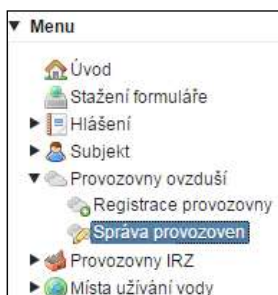 Menu
Úvod
Stažení formuláře
Hlášení
Subjekt
Provozovny ovzduší
Registrace provozovny
Správa provozoven
Provozovny IRZ
Místa užívání vody